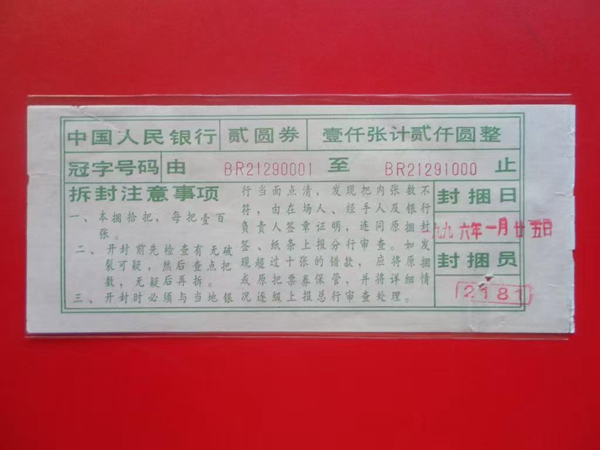 中国人民银行 贰圆券 壹仟张计贰仟圆整
冠字号码 由 BR21290001 至 BR21291000 止
拆封注意事项
一、本捆拾把，每把壹百
张。
二、开封前先检查有无破
裂可疑，然后查点把
数，无疑后再拆。
三、开封时必须与当地银
行当面点清，发现把内张数不
符，由在场人、经手人及银行
负责人签章证明，连同原捆封
签、纸条上报分行审查。如发
现超过十张的错款，应将原捆
或原把票券保管，并将详细情
况逐级上报总行审查处理。
封捆日
九九六年一月廿五日
封捆员
2181